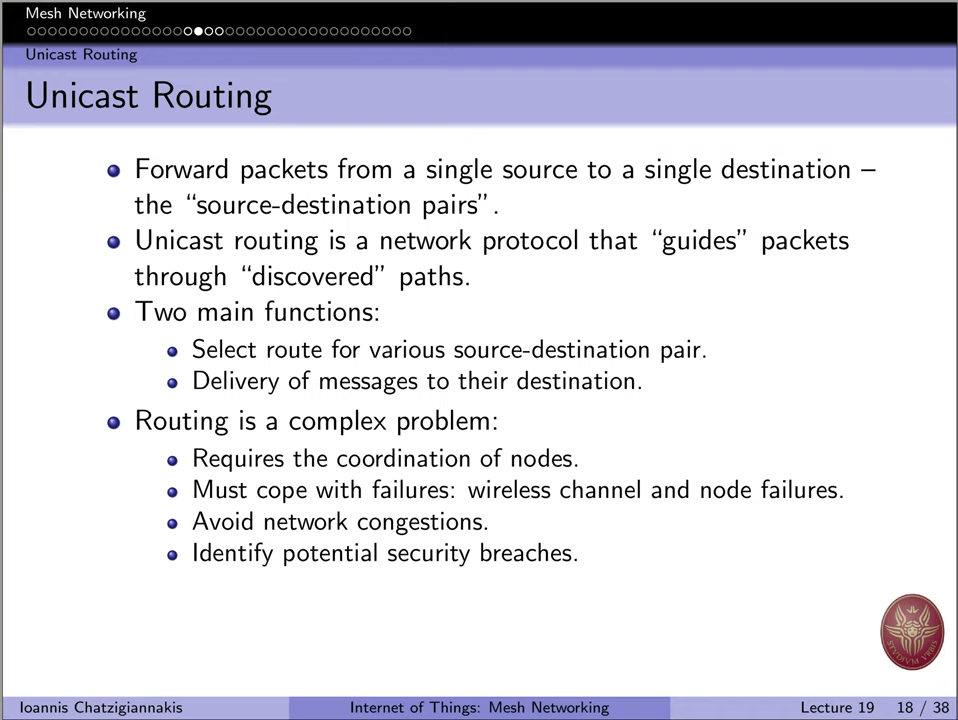 Mesh Networking
Unicast Routing
Unicast Routing
Forward packets from a single source to a single destination –
the “source-destination pairs”.
Unicast routing is a network protocol that “guides” packets
through “discovered” paths.
Two main functions:
Select route for various source-destination pair.
Delivery of messages to their destination.
Routing is a complex problem:
Requires the coordination of nodes.
Must cope with failures: wireless channel and node failures.
Avoid network congestions.
Identify potential security breaches.
STVDIVM VRBIS
Ioannis Chatzigiannakis Internet of Things: Mesh Networking Lecture 19 18 / 38